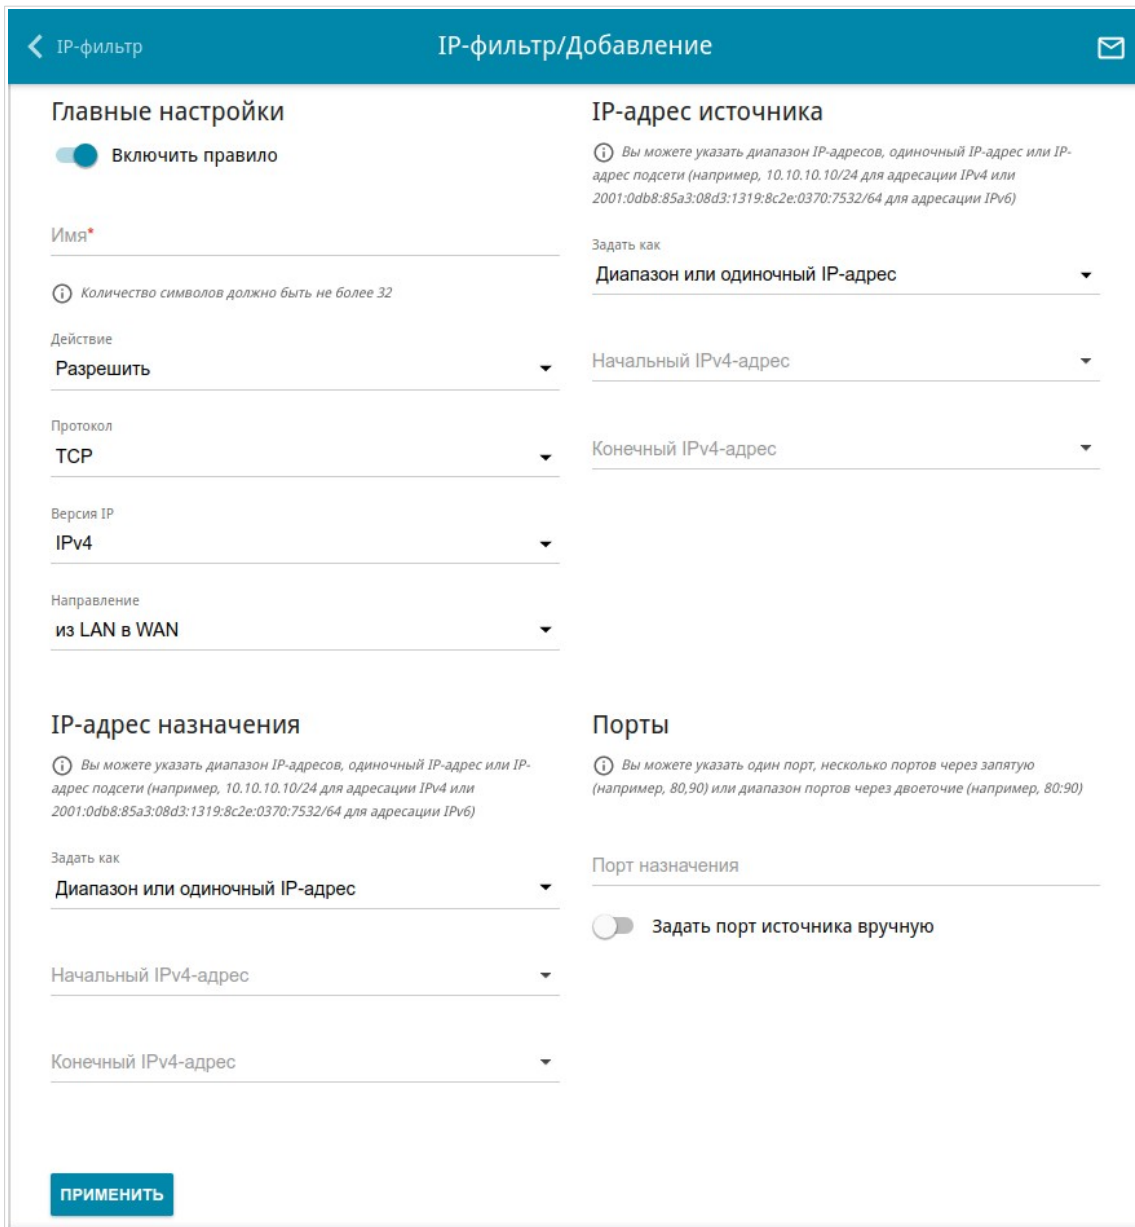 IP-фильтр
IP-фильтр/Добавление
Главные настройки
Включить правило
Имя*
Количество символов должно быть не более 32
Действие
Разрешить
Протокол
TCP
Версия IP
IPv4
Направление
из LAN в WAN
IP-адрес источника
Вы можете указать диапазон IP-адресов, одиночный IP-адрес или IP-
адрес подсети (например, 10.10.10.10/24 для адресации IPv4 или
2001:0db8:85a3:08d3:1319:8c2e:0370:7532/64 для адресации IPv6)
Задать как
Диапазон или одиночный IP-адрес
Начальный IPv4-адрес
Конечный IPv4-адрес
IP-адрес назначения
Вы можете указать диапазон IP-адресов, одиночный IP-адрес или IP-
адрес подсети (например, 10.10.10.10/24 для адресации IPv4 или
2001:0db8:85a3:08d3:1319:8c2e:0370:7532/64 для адресации IPv6)
Задать как
Диапазон или одиночный IP-адрес
Начальный IPv4-адрес
Конечный IPv4-адрес
Порты
Вы можете указать один порт, несколько портов через запятую
(например, 80,90) или диапазон портов через двоеточие (например, 80:90)
Порт назначения
Задать порт источника вручную
ПРИМЕНИТЬ